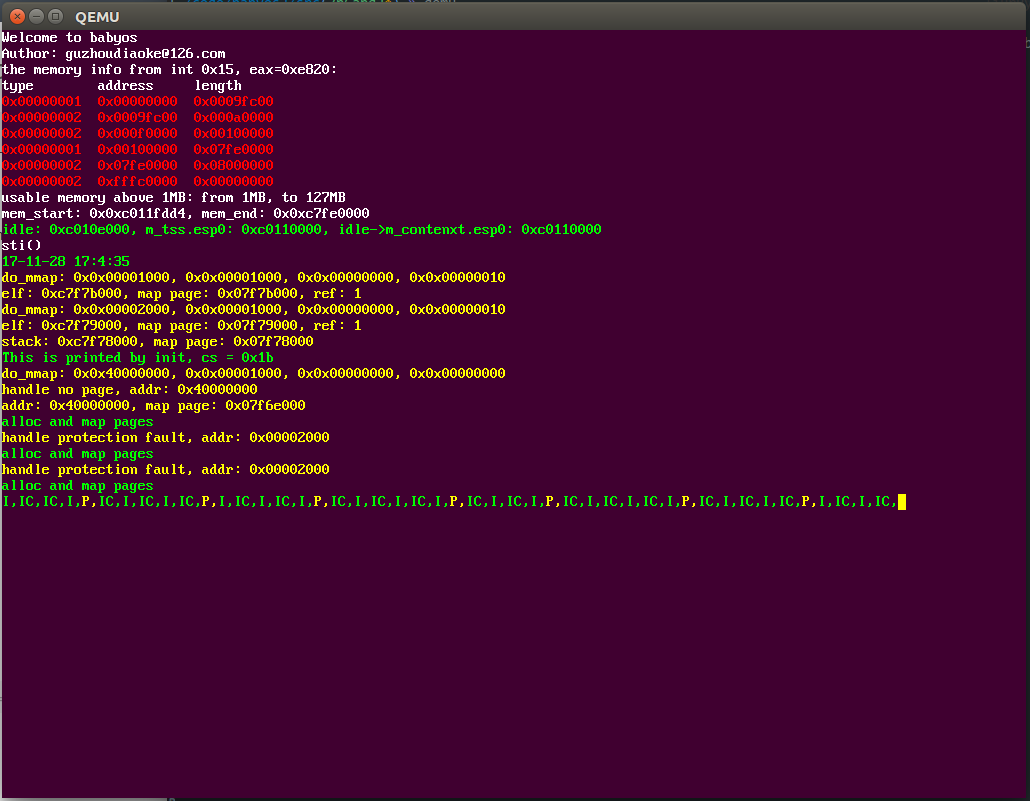 QEMU
Welcome to babyos
Author: guzhoudiaoke@126.com
the memory info from int 0x15, eax=0xe820:
type address length
0x00000001 0x00000000 0x0009fc00
0x00000002 0x0009fc00 0x000a0000
0x00000002 0x000f0000 0x00100000
0x00000001 0x00100000 0x07fe0000
0x00000002 0x07fe0000 0x08000000
0x00000002 0xfffc0000 0x00000000
usable memory above 1MB: from 1MB, to 127MB
mem_start: 0x0xc011fdd4, mem_end: 0x0xc7fe0000
idle: 0xc010e000, m_tss.esp0: 0xc0110000, idle->m_contenxt.esp0: 0xc0110000
sti()
17-11-28 17:4:35
do_mmap: 0x0x00001000, 0x0x00001000, 0x0x00000000, 0x0x00000010
elf: 0xc7f7b000, map page: 0x07f7b000, ref: 1
do_mmap: 0x0x00002000, 0x0x00001000, 0x0x00000000, 0x0x00000010
elf: 0xc7f79000, map page: 0x07f79000, ref: 1
stack: 0xc7f78000, map page: 0x07f78000
This is printed by init, cs = 0x1b
do_mmap: 0x0x40000000, 0x0x00001000, 0x0x00000000, 0x0x00000000
handle no page, addr: 0x40000000
addr: 0x40000000, map page: 0x07f6e000
alloc and map pages
handle protection fault, addr: 0x00002000
alloc and map pages
handle protection fault, addr: 0x00002000
alloc and map pages
I,IC,IC,I,P,IC,I,IC,I,IC,P,I,IC,I,IC,I,P,IC,I,IC,I,IC,I,P,IC,I,IC,I,P,IC,I,IC,I,IC,I,P,IC,I,IC,I,IC,P,I,IC,I,IC,